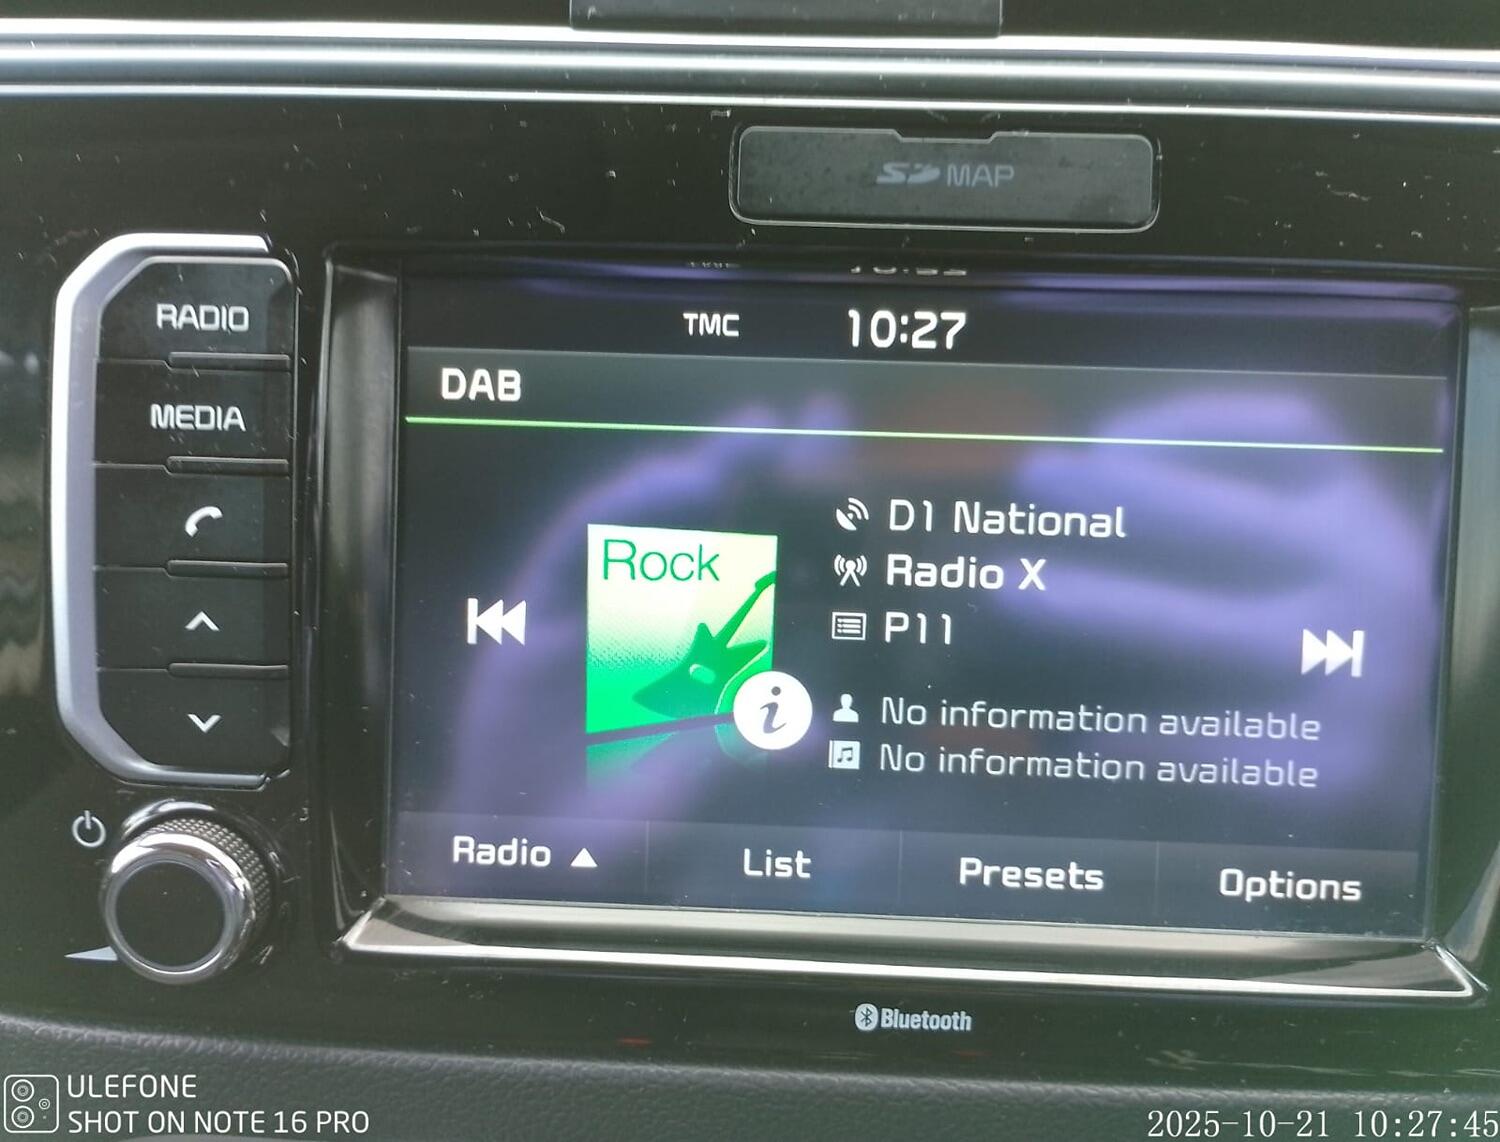 SD MAP
RADIO
MEDIA
TMC 10:27
DAB
Rock
D1 National
Radio X
P11
i
No information available
No information available
Radio
List
Presets
Options
Bluetooth
ULEFONE
SHOT ON NOTE 16 PRO
2025-10-21 10:27:45